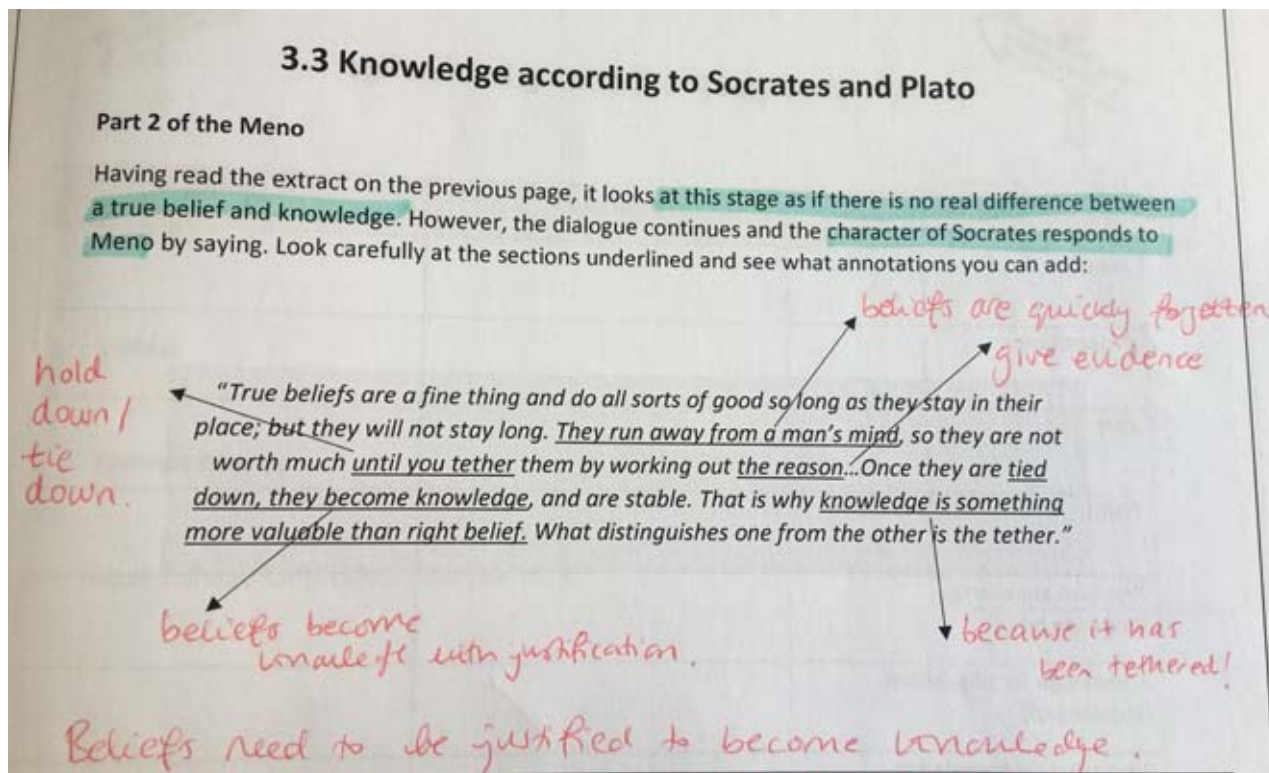 3.3 Knowledge according to Socrates and Plato
Part 2 of the Meno
Having read the extract on the previous page, it looks at this stage as if there is no real difference between
a true belief and knowledge. However, the dialogue continues and the character of Socrates responds to
Meno by saying. Look carefully at the sections underlined and see what annotations you can add:
beliefs are quickly forgotten
give evidence
hold
down /
tie
down.
"True beliefs are a fine thing and do all sorts of good so long as they stay in their
place; but they will not stay long. They run away from a man's mind, so they are not
worth much until you tether them by working out the reason...Once they are tied
down, they become knowledge, and are stable. That is why knowledge is something
more valuable than right belief. What distinguishes one from the other is the tether."
beliefs become
knowledge with justification.
because it has
been tethered!
Beliefs need to be justified to become knowledge.